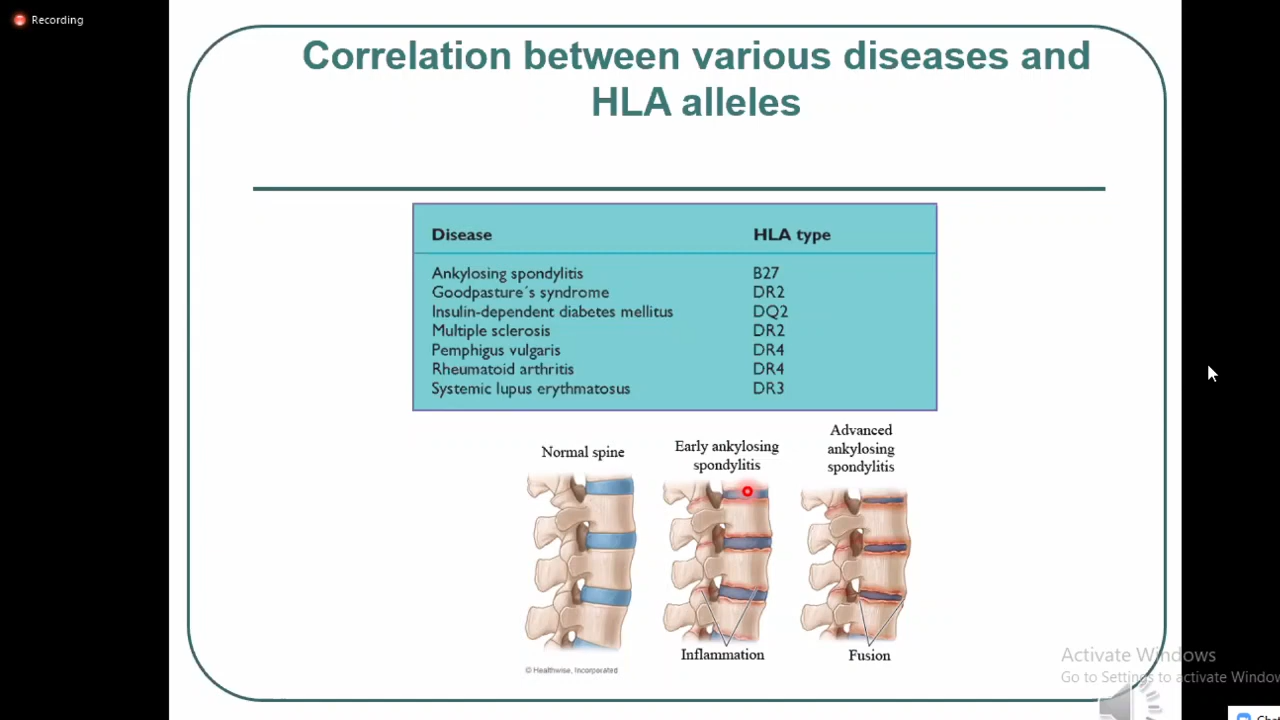 Recording
Correlation between various diseases and
HLA alleles
Disease HLA type
Ankylosing spondylitis B27
Goodpasture´s syndrome DR2
Insulin-dependent diabetes mellitus DQ2
Multiple sclerosis DR2
Pemphigus vulgaris DR4
Rheumatoid arthritis DR4
Systemic lupus erythmatosus DR3
Normal spine
Early ankylosing
spondylitis
Advanced
ankylosing
spondylitis
Inflammation
Fusion
© Healthwise, Incorporated
Activate Windows
Go to Settings to activate Window